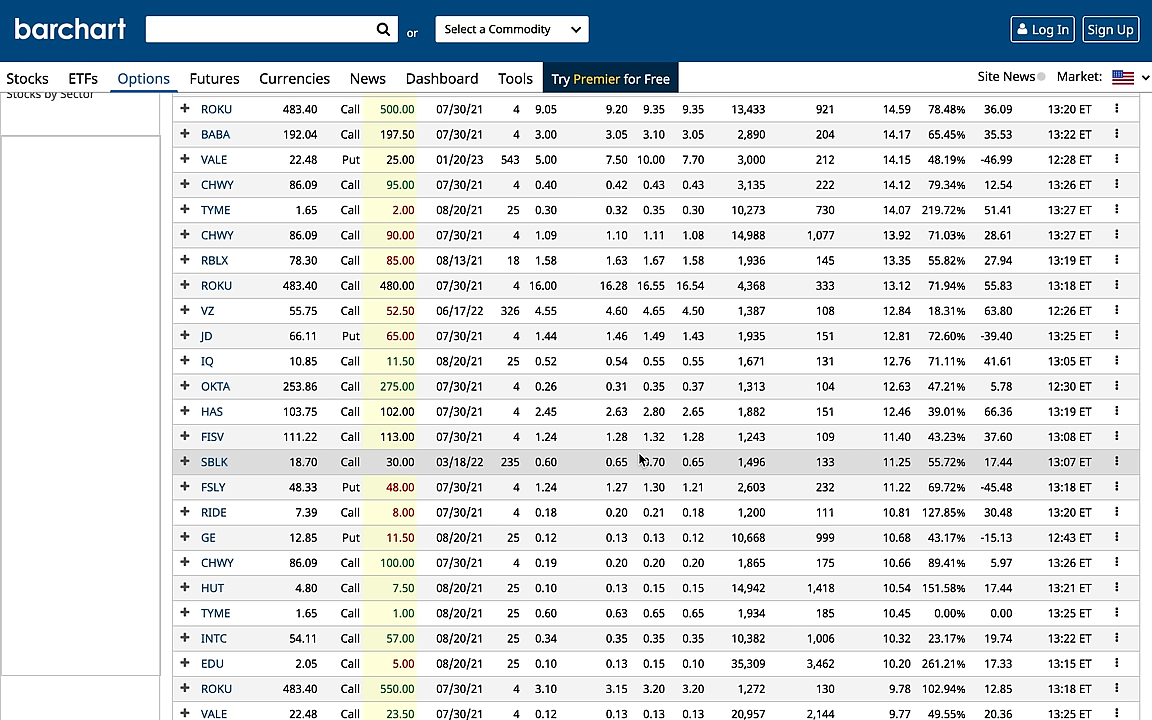 barchart or Select a Commodity Log In Sign Up
Stocks ETFs Options Futures Currencies News Dashboard Tools Try Premier for Free Site News Market:
Stocks by Sector
ROKU 483.40 Call 500.00 07/30/21 4 9.05 9.20 9.35 9.35 13,433 921 14.59 78.48% 36.09 13:20 ET
BABA 192.04 Call 197.50 07/30/21 4 3.00 3.05 3.10 3.05 2,890 204 14.17 65.45% 35.53 13:22 ET
VALE 22.48 Put 25.00 01/20/23 543 5.00 7.50 10.00 7.70 3,000 212 14.15 48.19% -46.99 12:28 ET
CHWY 86.09 Call 95.00 07/30/21 4 0.40 0.42 0.43 0.43 3,135 222 14.12 79.34% 12.54 13:26 ET
TYME 1.65 Call 2.00 08/20/21 25 0.30 0.32 0.35 0.30 10,273 730 14.07 219.72% 51.41 13:27 ET
CHWY 86.09 Call 90.00 07/30/21 4 1.09 1.10 1.11 1.08 14,988 1,077 13.92 71.03% 28.61 13:27 ET
RBLX 78.30 Call 85.00 08/13/21 18 1.58 1.63 1.67 1.58 1,936 145 13.35 55.82% 27.94 13:19 ET
ROKU 483.40 Call 480.00 07/30/21 4 16.00 16.28 16.55 16.54 4,368 333 13.12 71.94% 55.83 13:18 ET
VZ 55.75 Call 52.50 06/17/22 326 4.55 4.60 4.65 4.50 1,387 108 12.84 18.31% 63.80 12:26 ET
JD 66.11 Put 65.00 07/30/21 4 1.44 1.46 1.49 1.43 1,935 151 12.81 72.60% -39.40 13:25 ET
IQ 10.85 Call 11.50 08/20/21 25 0.52 0.54 0.55 0.55 1,671 131 12.76 71.11% 41.61 13:05 ET
OKTA 253.86 Call 275.00 07/30/21 4 0.26 0.31 0.35 0.37 1,313 104 12.63 47.21% 5.78 12:30 ET
HAS 103.75 Call 102.00 07/30/21 4 2.45 2.63 2.80 2.65 1,882 151 12.46 39.01% 66.36 13:19 ET
FISV 111.22 Call 113.00 07/30/21 4 1.24 1.28 1.32 1.28 1,243 109 11.40 43.23% 37.60 13:08 ET
SBLK 18.70 Call 30.00 03/18/22 235 0.60 0.65 0.70 0.65 1,496 133 11.25 55.72% 17.44 13:07 ET
FSLY 48.33 Put 48.00 07/30/21 4 1.24 1.27 1.30 1.21 2,603 232 11.22 69.72% -45.48 13:18 ET
RIDE 7.39 Call 8.00 07/30/21 4 0.18 0.20 0.21 0.18 1,200 111 10.81 127.85% 30.48 13:20 ET
GE 12.85 Put 11.50 08/20/21 25 0.12 0.13 0.13 0.12 10,668 999 10.68 43.17% -15.13 12:43 ET
CHWY 86.09 Call 100.00 07/30/21 4 0.19 0.20 0.20 0.20 1,865 175 10.66 89.41% 5.97 13:26 ET
HUT 4.80 Call 7.50 08/20/21 25 0.10 0.13 0.15 0.15 14,942 1,418 10.54 151.58% 17.44 13:21 ET
TYME 1.65 Call 1.00 08/20/21 25 0.60 0.63 0.65 0.65 1,934 185 10.45 0.00% 0.00 13:25 ET
INTC 54.11 Call 57.00 08/20/21 25 0.34 0.35 0.35 0.35 10,382 1,006 10.32 23.17% 19.74 13:22 ET
EDU 2.05 Call 5.00 08/20/21 25 0.10 0.13 0.15 0.10 35,309 3,462 10.20 261.21% 17.33 13:15 ET
ROKU 483.40 Call 550.00 07/30/21 4 3.10 3.15 3.20 3.20 1,272 130 9.78 102.94% 12.85 13:18 ET
VALE 22.48 Call 23.50 07/30/21 4 0.12 0.13 0.13 0.13 20,957 2,144 9.77 49.55% 20.36 13:25 ET